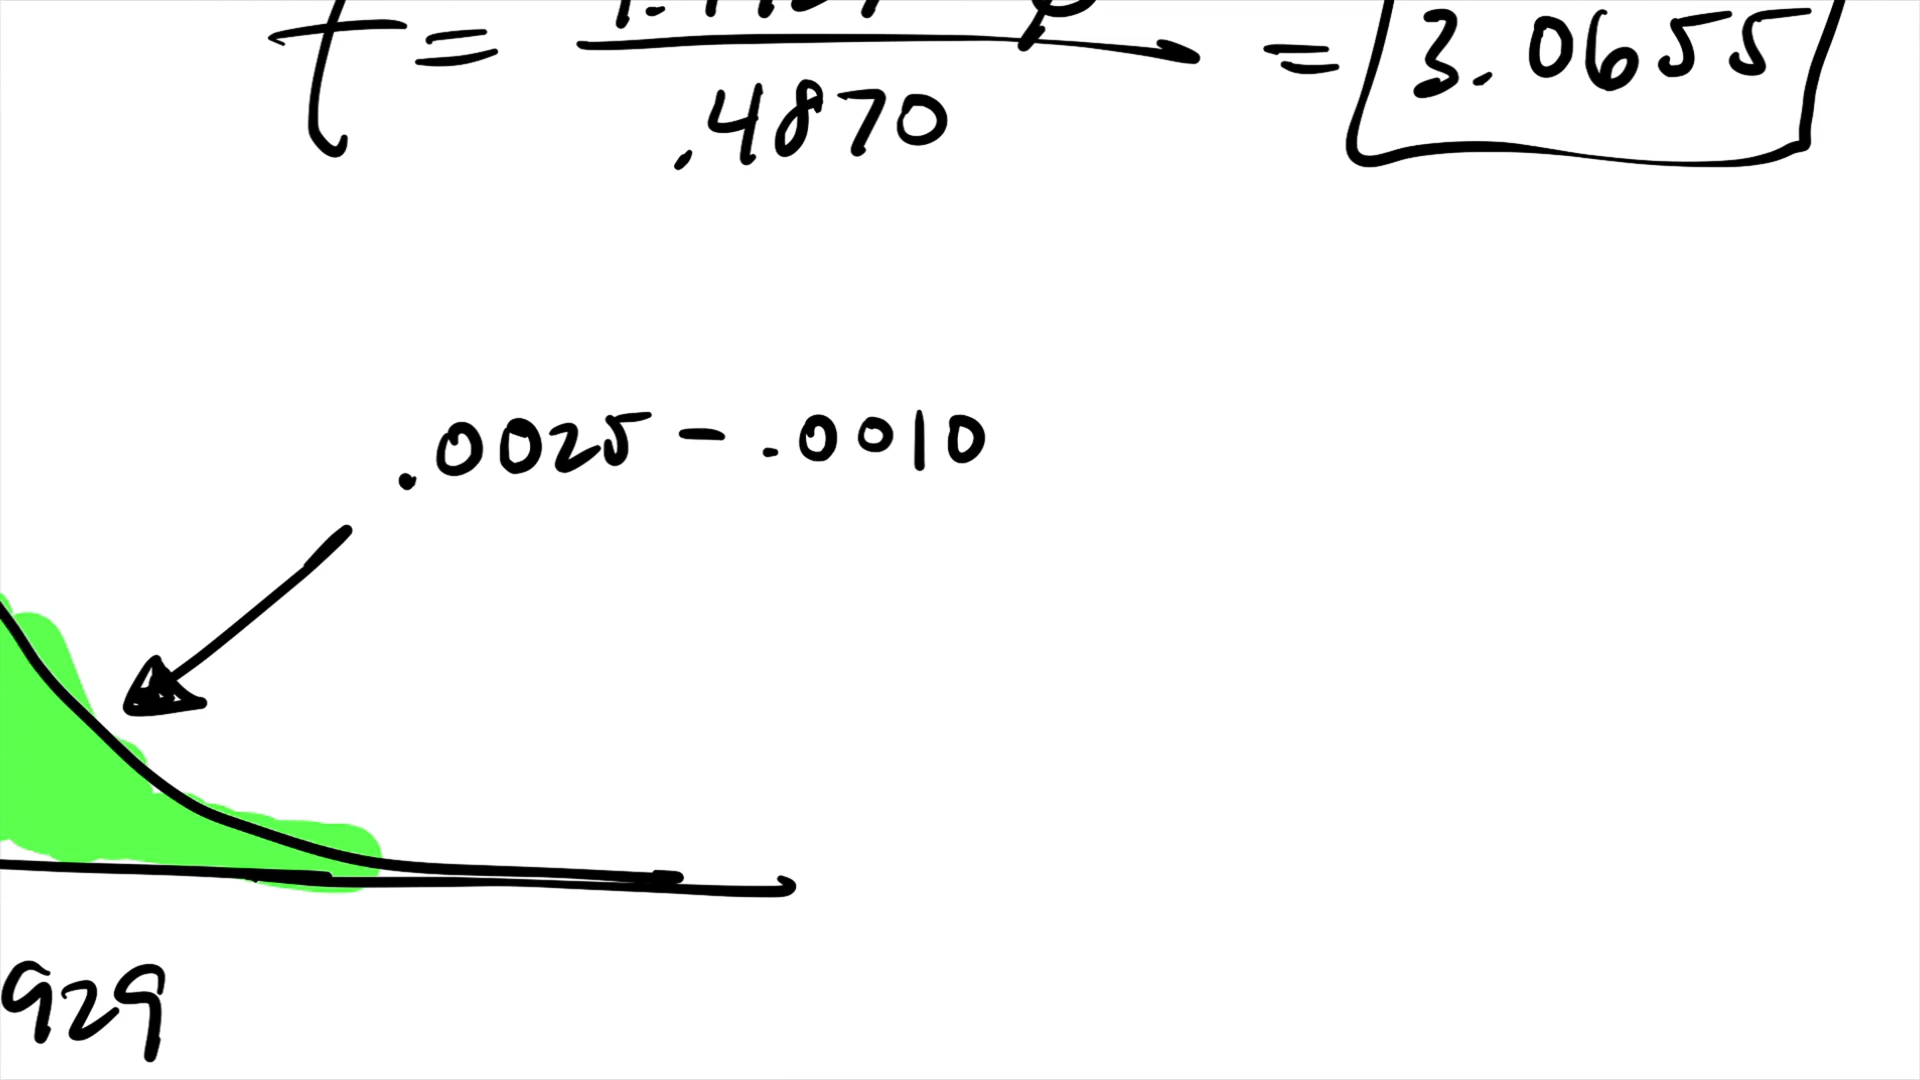 t = = 3.0655
.4870
.0025 - .0010
929